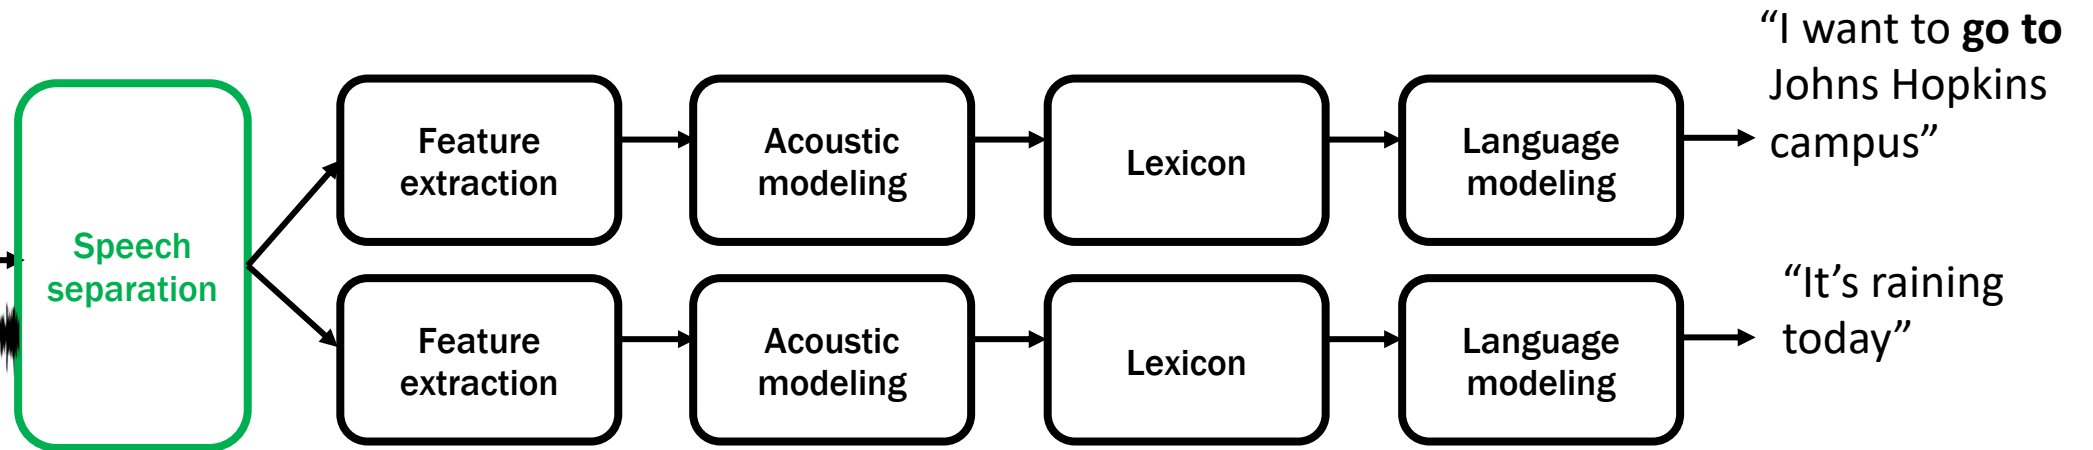 Speech
separation
Feature
extraction
Acoustic
modeling
Lexicon
Language
modeling
“I want to go to
Johns Hopkins
campus”
Feature
extraction
Acoustic
modeling
Lexicon
Language
modeling
“It’s raining
today”